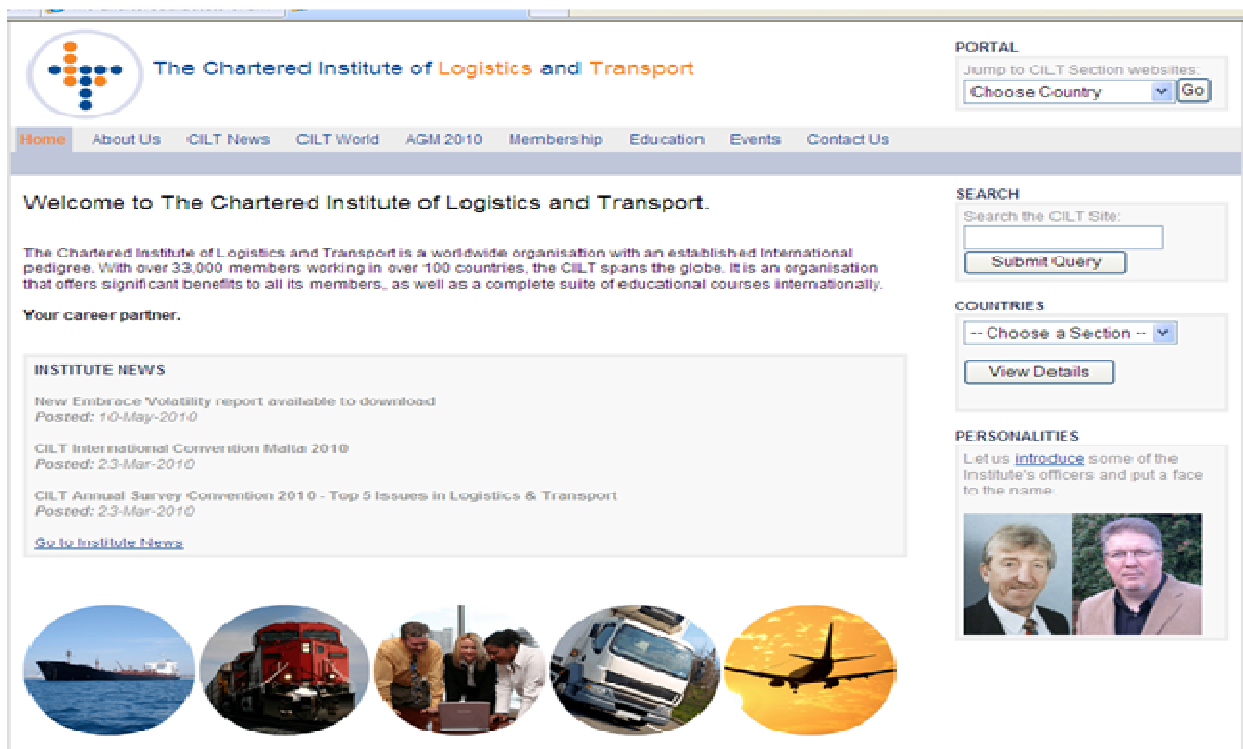 The Chartered Institute of Logistics and Transport
PORTAL
Jump to CILT Section websites:
Choose Country
Go
Home About Us CILT News CILT World AGM 2010 Membership Education Events Contact Us
Welcome to The Chartered Institute of Logistics and Transport.
The Chartered Institute of Logistics and Transport is a worldwide organisation with an established International
pedigree. With over 33,000 members working in over 100 countries, the CILT spans the globe. It is an organisation
that offers significant benefits to all its members, as well as a complete suite of educational courses internationally.
Your career partner.
INSTITUTE NEWS
New Embrace Volatility report available to download
Posted: 10-May-2010
CILT International Convention Malta 2010
Posted: 23-Mar-2010
CILT Annual Survey Convention 2010 - Top 5 Issues in Logistics & Transport
Posted: 23-Mar-2010
Go to Institute News
SEARCH
Search the CILT Site:
Submit Query
COUNTRIES
-- Choose a Section --
View Details
PERSONALITIES
Let us introduce some of the
Institute's officers and put a face
to the name.